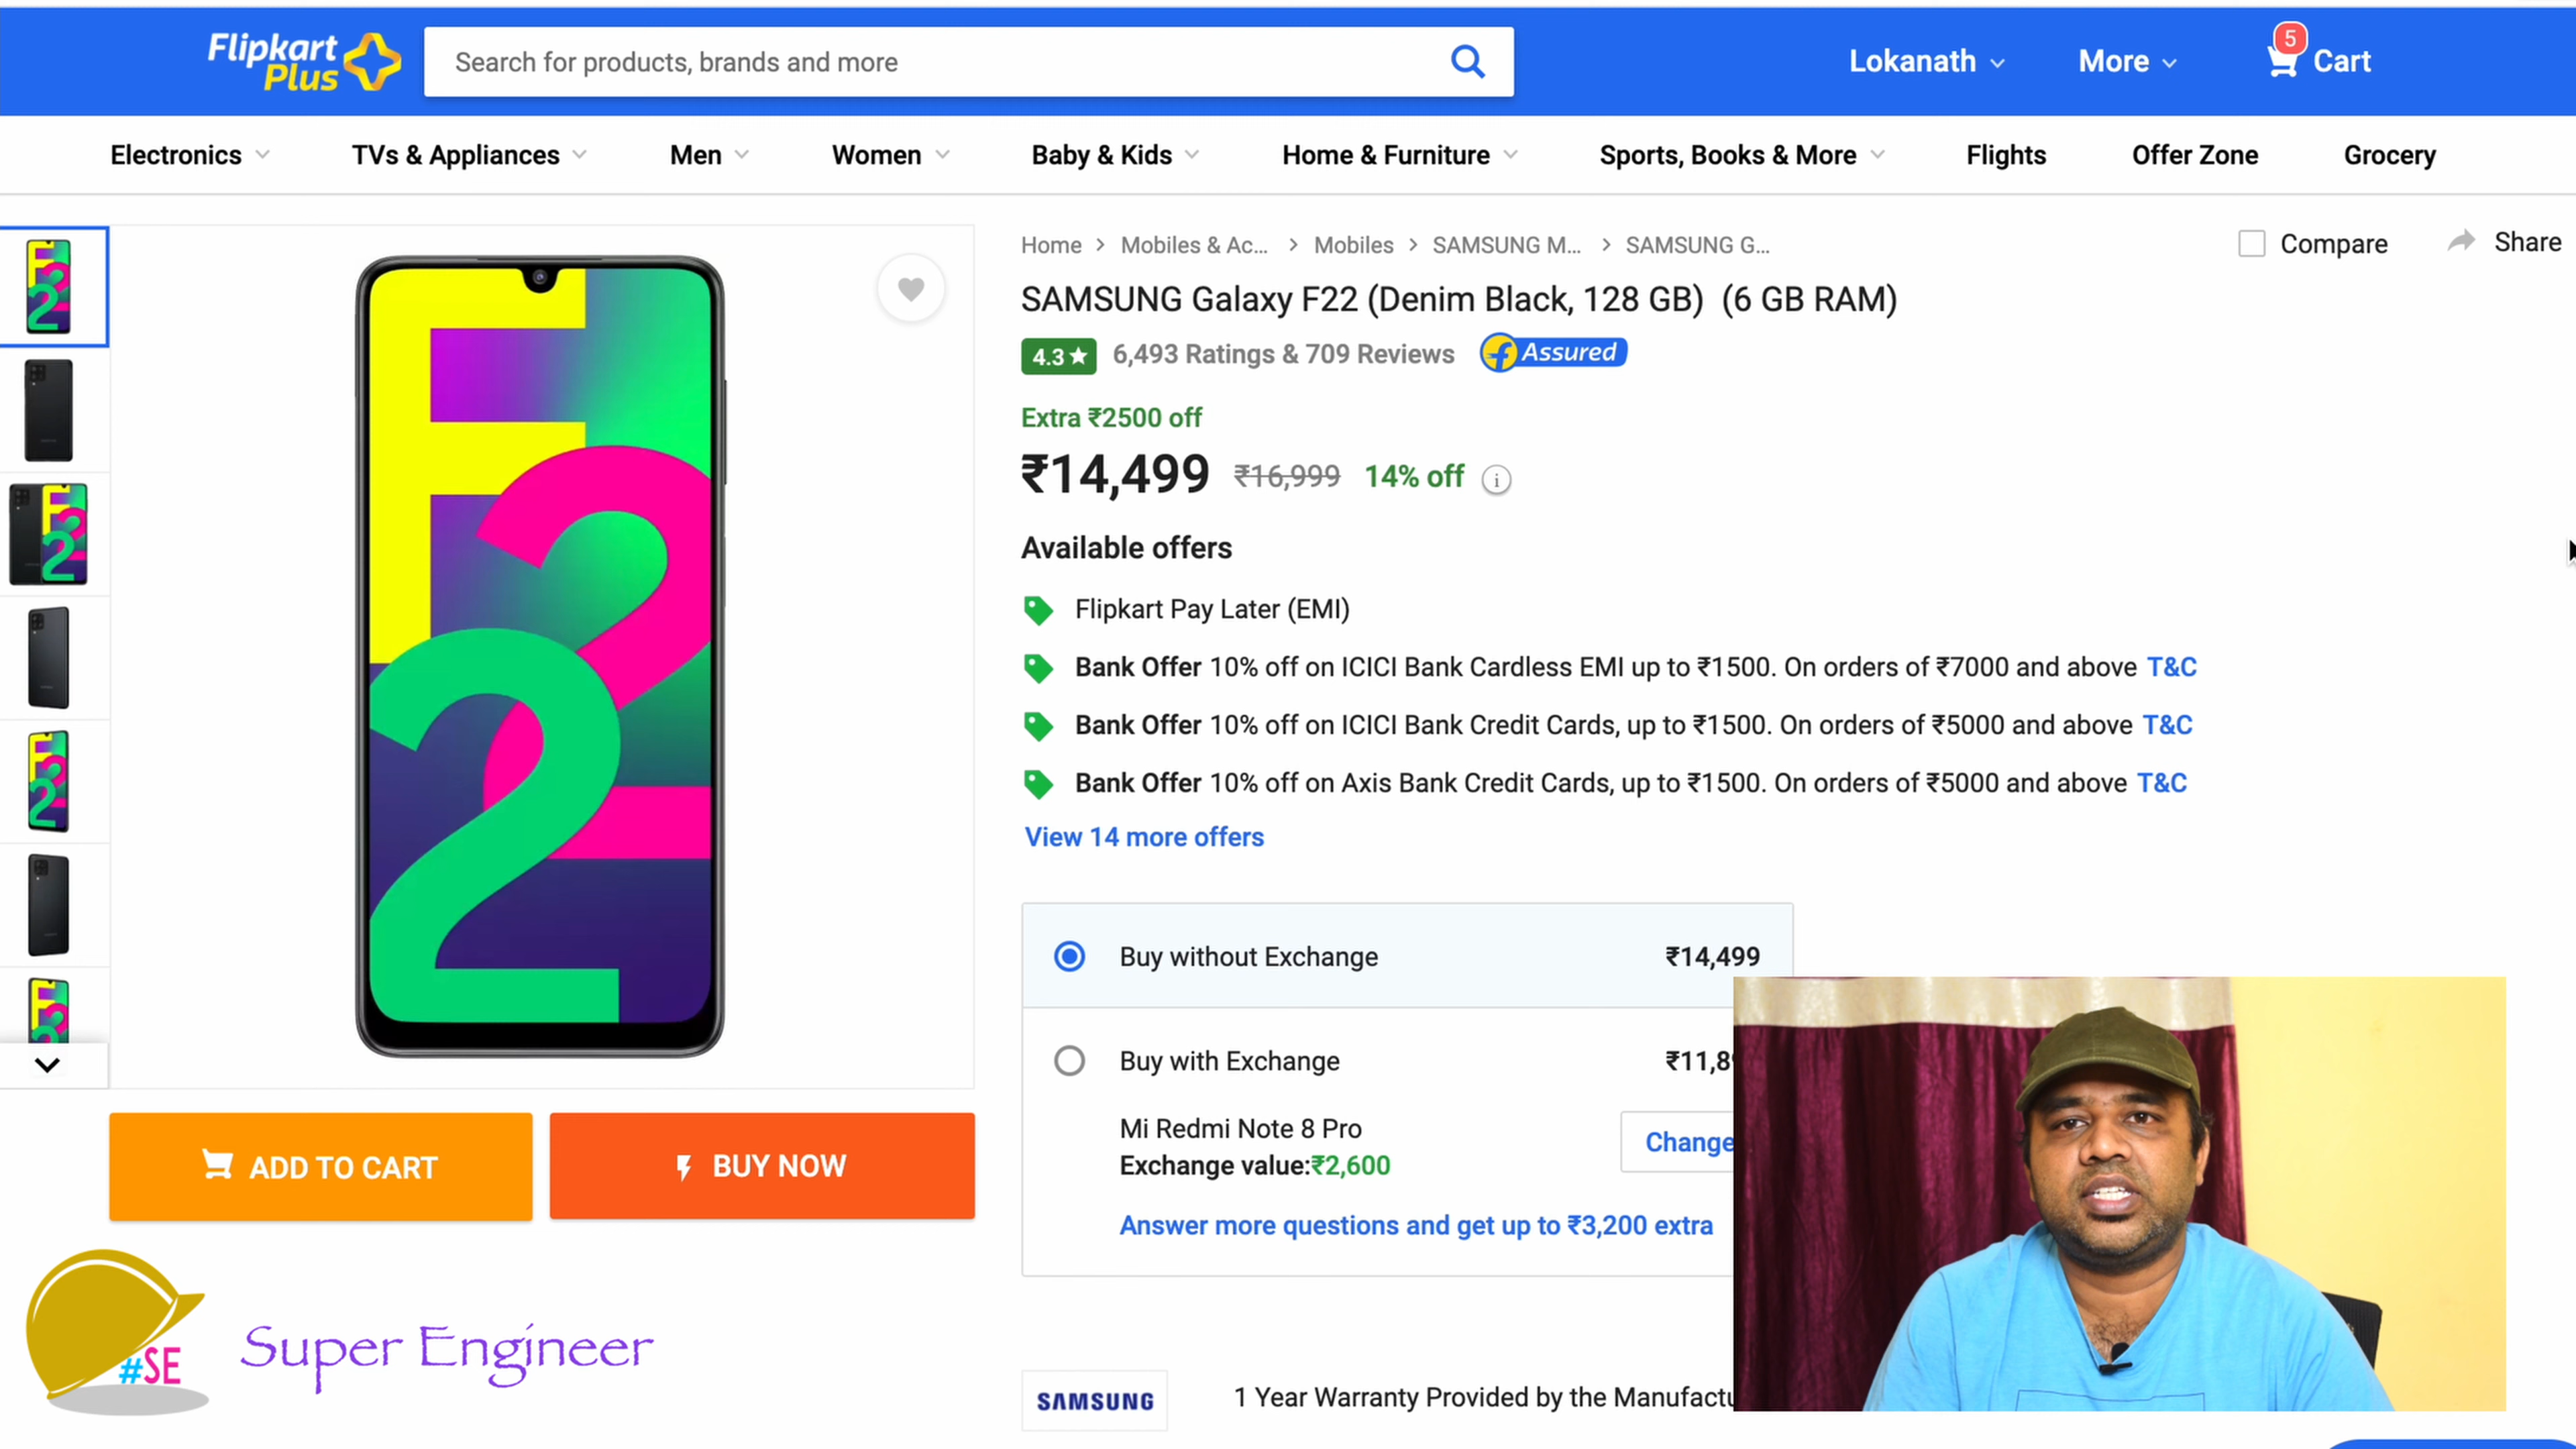 Flipkart
Plus
Search for products, brands and more
Lokanath
More
5
Cart
Electronics
TVs & Appliances
Men
Women
Baby & Kids
Home & Furniture
Sports, Books & More
Flights
Offer Zone
Grocery
Home > Mobiles & Ac... > Mobiles > SAMSUNG M... > SAMSUNG G...
Compare
Share
SAMSUNG Galaxy F22 (Denim Black, 128 GB) (6 GB RAM)
4.3★ 6,493 Ratings & 709 Reviews Assured
Extra ₹2500 off
₹14,499 ₹16,999 14% off
Available offers
Flipkart Pay Later (EMI)
Bank Offer 10% off on ICICI Bank Cardless EMI up to ₹1500. On orders of ₹7000 and above T&C
Bank Offer 10% off on ICICI Bank Credit Cards, up to ₹1500. On orders of ₹5000 and above T&C
Bank Offer 10% off on Axis Bank Credit Cards, up to ₹1500. On orders of ₹5000 and above T&C
View 14 more offers
Buy without Exchange ₹14,499
Buy with Exchange
Mi Redmi Note 8 Pro
Exchange value:₹2,600
Change
Answer more questions and get up to ₹3,200 extra
F22
ADD TO CART
BUY NOW
#SE
Super Engineer
SAMSUNG
1 Year Warranty Provided by the